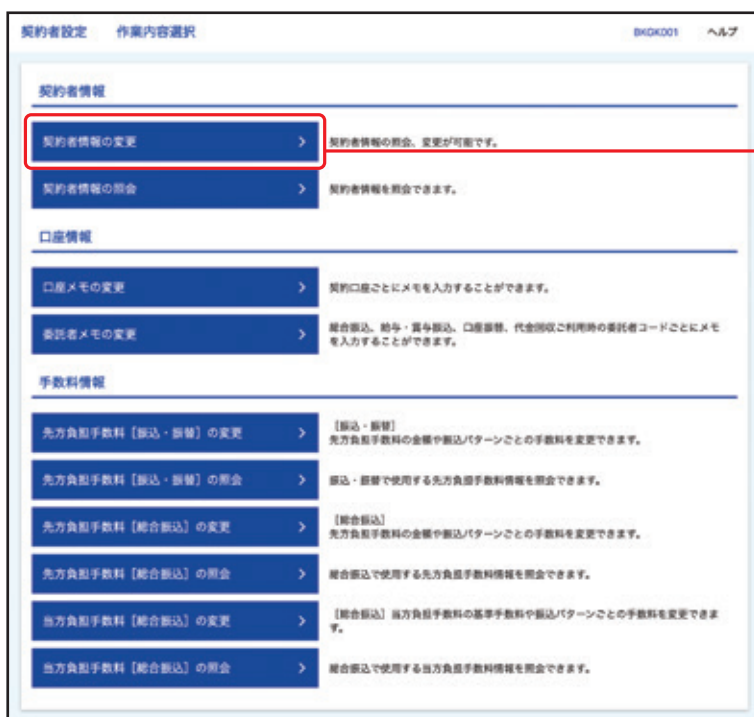 契約者設定 作業内容選択 BKGK001 ヘルプ
契約者情報
契約者情報の変更
契約者情報の照会、変更が可能です。
契約者情報の照会
契約者情報を照会できます。
口座情報
口座メモの変更
契約口座ごとにメモを入力することができます。
委託者メモの変更
総合振込、給与・賞与振込、口座振替、代金回収ご利用時の委託者コードごとにメモ
を入力することができます。
手数料情報
先方負担手数料［振込・振替］の変更
［振込・振替］
先方負担手数料の金額や振込パターンごとの手数料を変更できます。
先方負担手数料［振込・振替］の照会
振込・振替で使用する先方負担手数料情報を照会できます。
先方負担手数料［総合振込］の変更
［総合振込］
先方負担手数料の金額や振込パターンごとの手数料を変更できます。
先方負担手数料［総合振込］の照会
総合振込で使用する先方負担手数料情報を照会できます。
当方負担手数料［総合振込］の変更
［総合振込］当方負担手数料の基準手数料や振込パターンごとの手数料を変更できま
す。
当方負担手数料［総合振込］の照会
総合振込で使用する当方負担手数料情報を照会できます。